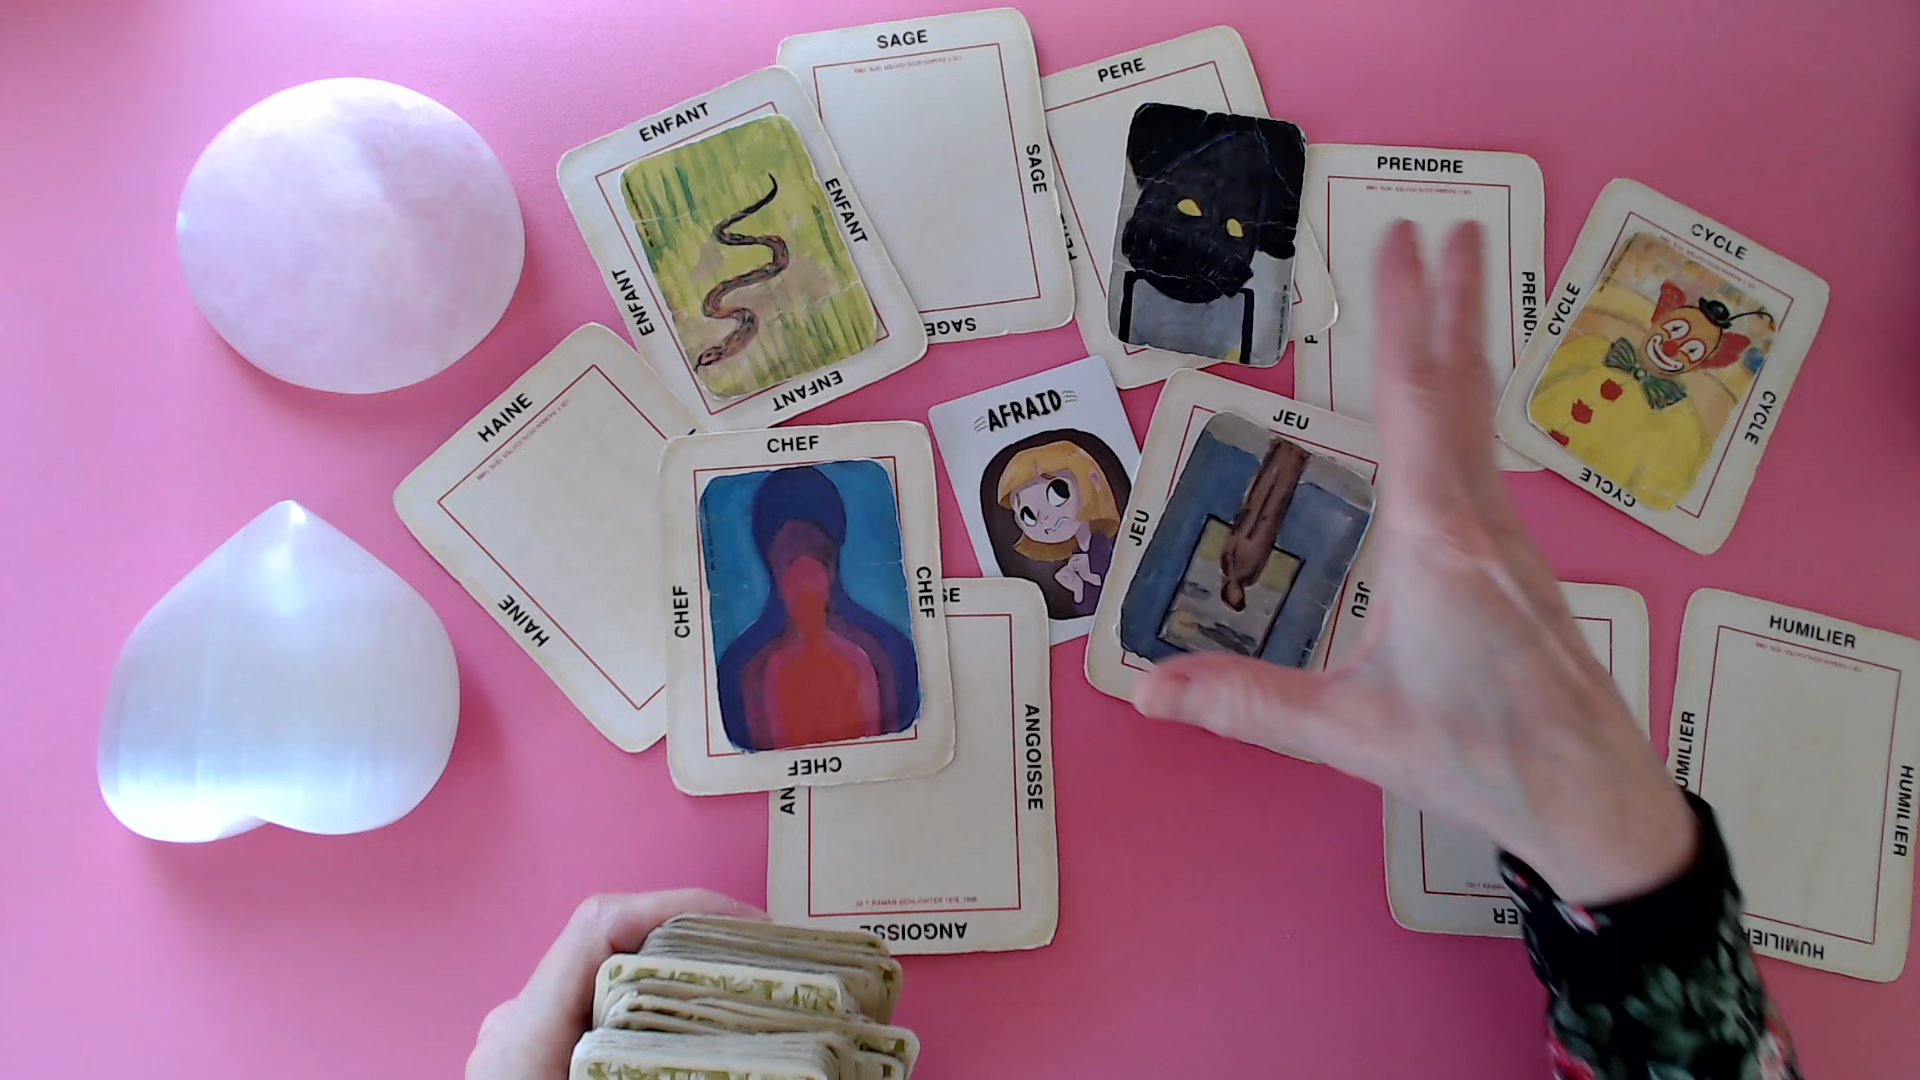 SAGE
SAGE
SAGE
PERE
ENFANT
ENFANT
ENFANT
ENFANT
PRENDRE
CYCLE
CYCLE
CYCLE
CYCLE
HAINE
HAINE
AFRAID
CHEF
CHEF
CHEF
CHEF
JEU
JEU
JEU
ANGOISSE
ANGOISSE
HUMILIER
HUMILIER
HUMILIER